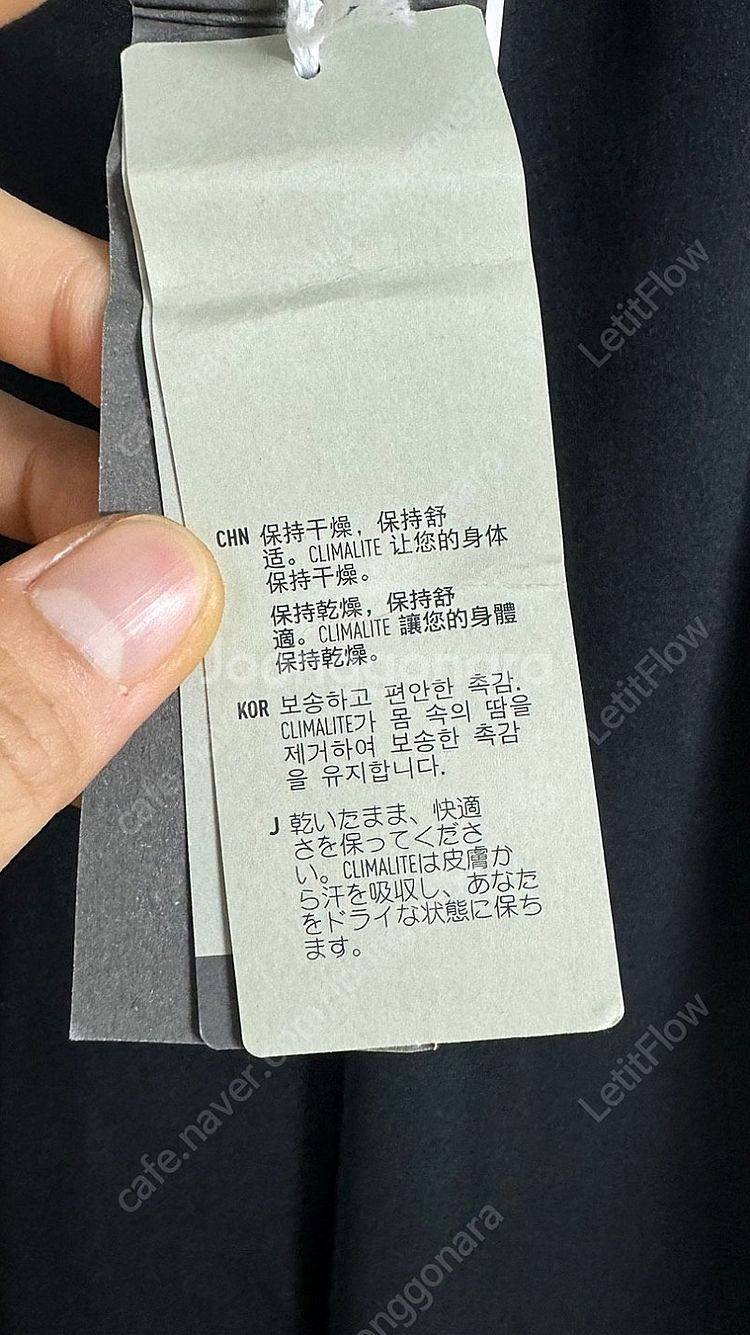 CHN 保持干燥，保持舒
适。CLIMALITE 让您的身体
保持干燥。
保持乾燥，保持舒
適。CLIMALITE 讓您的身體
保持乾燥。
KOR 보송하고 편안한 촉감.
CLIMALITE가 몸 속의 땀을
제거하여 보송한 촉감
을 유지합니다.
J 乾いたまま、快適
さを保ってくださ
い。CLIMALITEは皮膚か
ら汗を吸収し、あなた
をドライな状態に保ち
ます。
LetitFlow
LetitFlow
LetitFlow
Joonggonara
cafe.naver.com/joonggonara